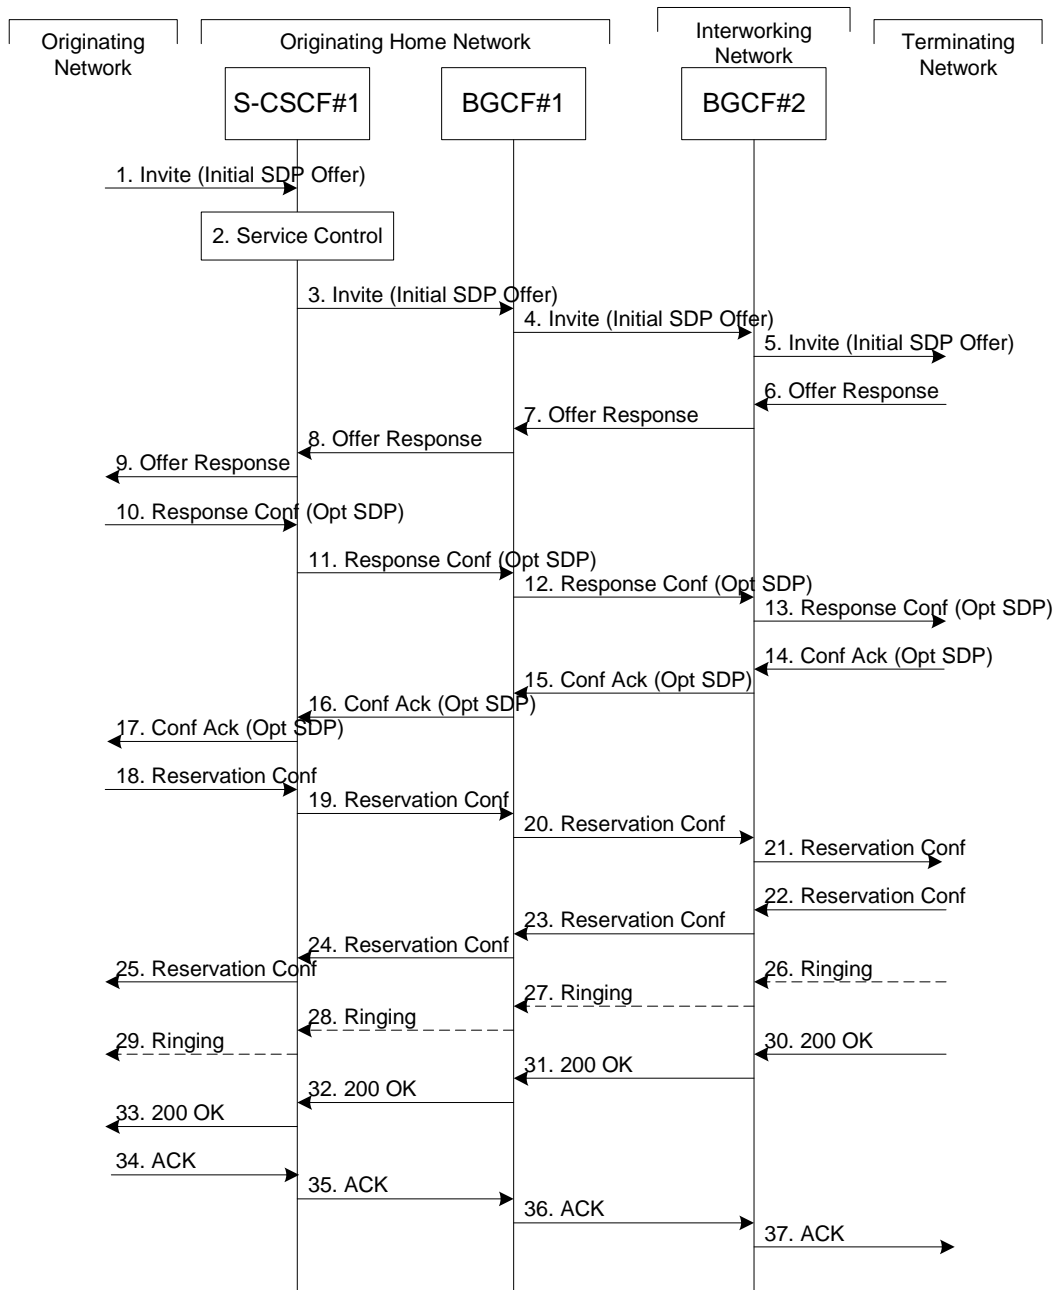 Originating
Network
Originating Home Network
Interworking
Network
Terminating
Network
S-CSCF#1
BGCF#1
BGCF#2
1. Invite (Initial SDP Offer)
2. Service Control
3. Invite (Initial SDP Offer)
4. Invite (Initial SDP Offer)
5. Invite (Initial SDP Offer)
6. Offer Response
7. Offer Response
8. Offer Response
9. Offer Response
10. Response Conf (Opt SDP)
11. Response Conf (Opt SDP)
12. Response Conf (Opt SDP)
13. Response Conf (Opt SDP)
14. Conf Ack (Opt SDP)
15. Conf Ack (Opt SDP)
16. Conf Ack (Opt SDP)
17. Conf Ack (Opt SDP)
18. Reservation Conf
19. Reservation Conf
20. Reservation Conf
21. Reservation Conf
22. Reservation Conf
23. Reservation Conf
24. Reservation Conf
25. Reservation Conf
26. Ringing
27. Ringing
28. Ringing
29. Ringing
30. 200 OK
31. 200 OK
32. 200 OK
33. 200 OK
34. ACK
35. ACK
36. ACK
37. ACK